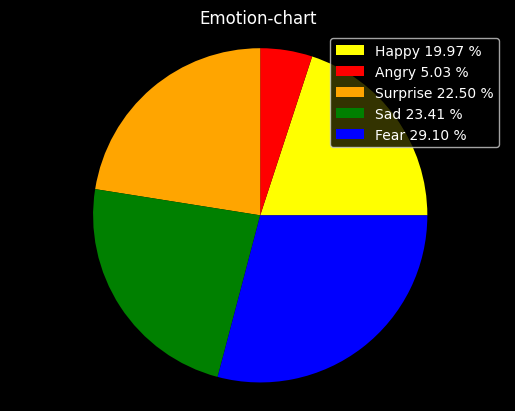 Emotion-chart
Happy 19.97 %
Angry 5.03 %
Surprise 22.50 %
Sad 23.41 %
Fear 29.10 %